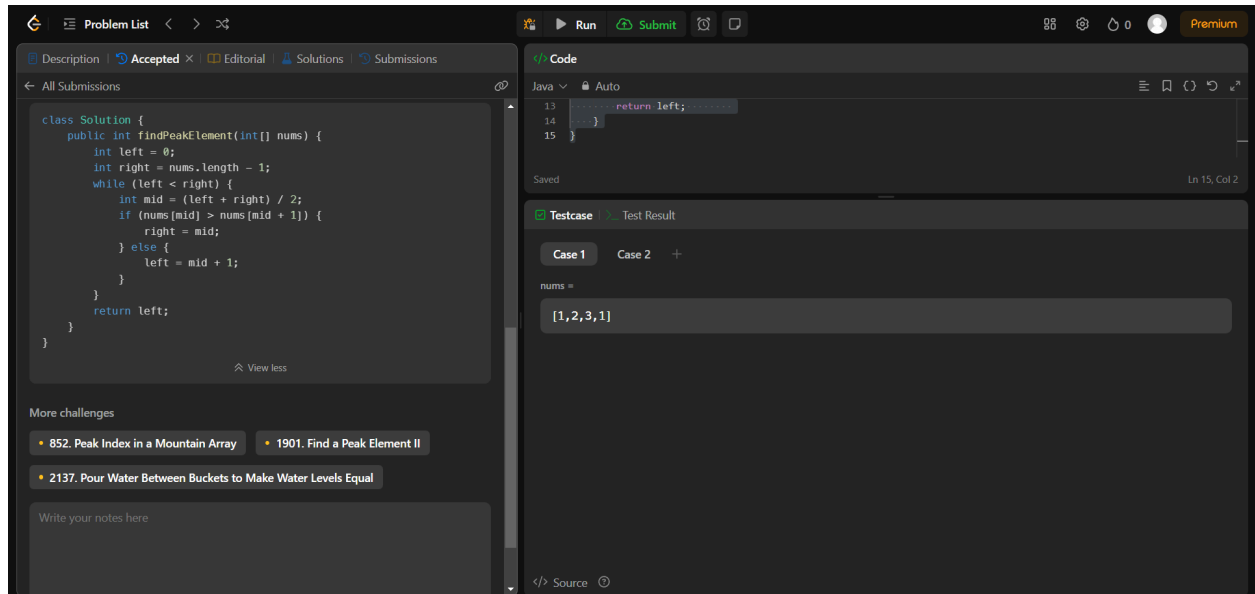 Problem List
Run
Submit
0
Premium
Description
Accepted
Editorial
Solutions
Submissions
All Submissions
class Solution {
    public int findPeakElement(int[] nums) {
        int left = 0;
        int right = nums.length - 1;
        while (left < right) {
            int mid = (left + right) / 2;
            if (nums[mid] > nums[mid + 1]) {
                right = mid;
            } else {
                left = mid + 1;
            }
        }
        return left;
    }
}
View less
More challenges
852. Peak Index in a Mountain Array
1901. Find a Peak Element II
2137. Pour Water Between Buckets to Make Water Levels Equal
Write your notes here
</> Code
Java
Auto
13 return left;
14 }
15 }
Saved
Ln 15, Col 2
Testcase
>_ Test Result
Case 1
Case 2
+
nums =
[1,2,3,1]
</> Source